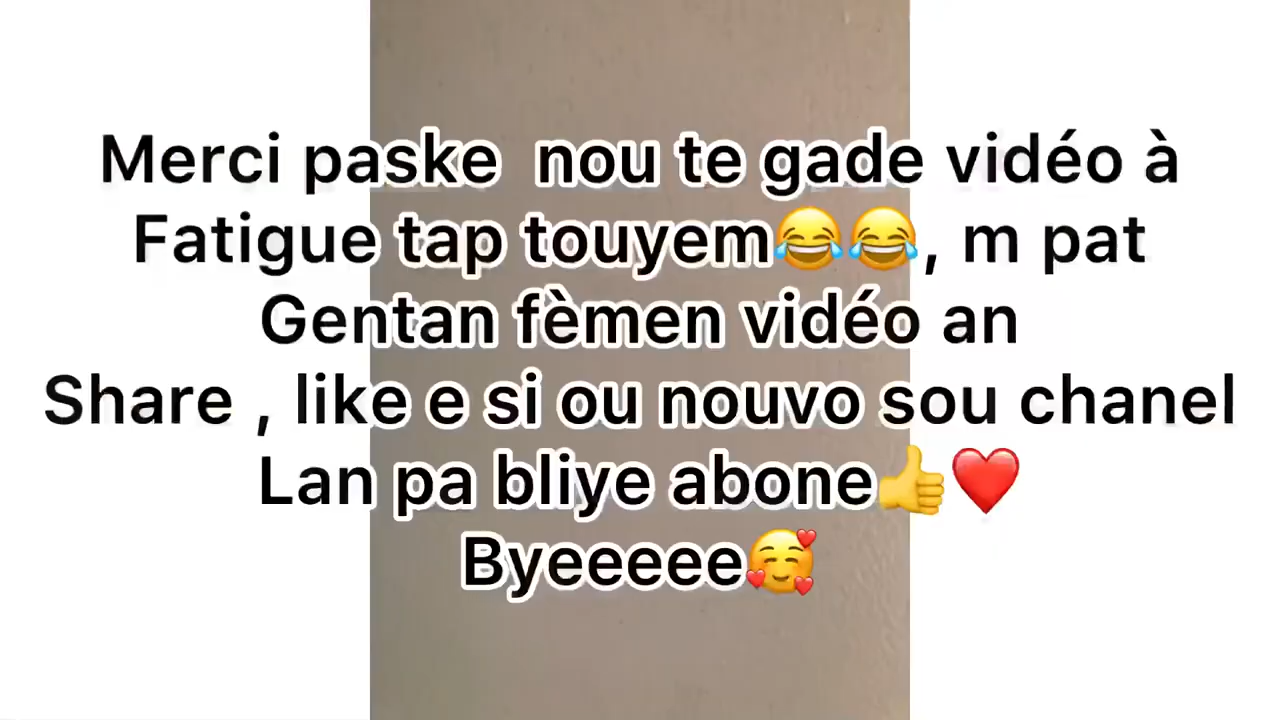 Merci paske  nou te gade vidéo à
Fatigue tap touyem😂😂, m pat
Gentan fèmen vidéo an
Share , like e si ou nouvo sou chanel
Lan pa bliye abone👍❤️
Byeeeee🥰